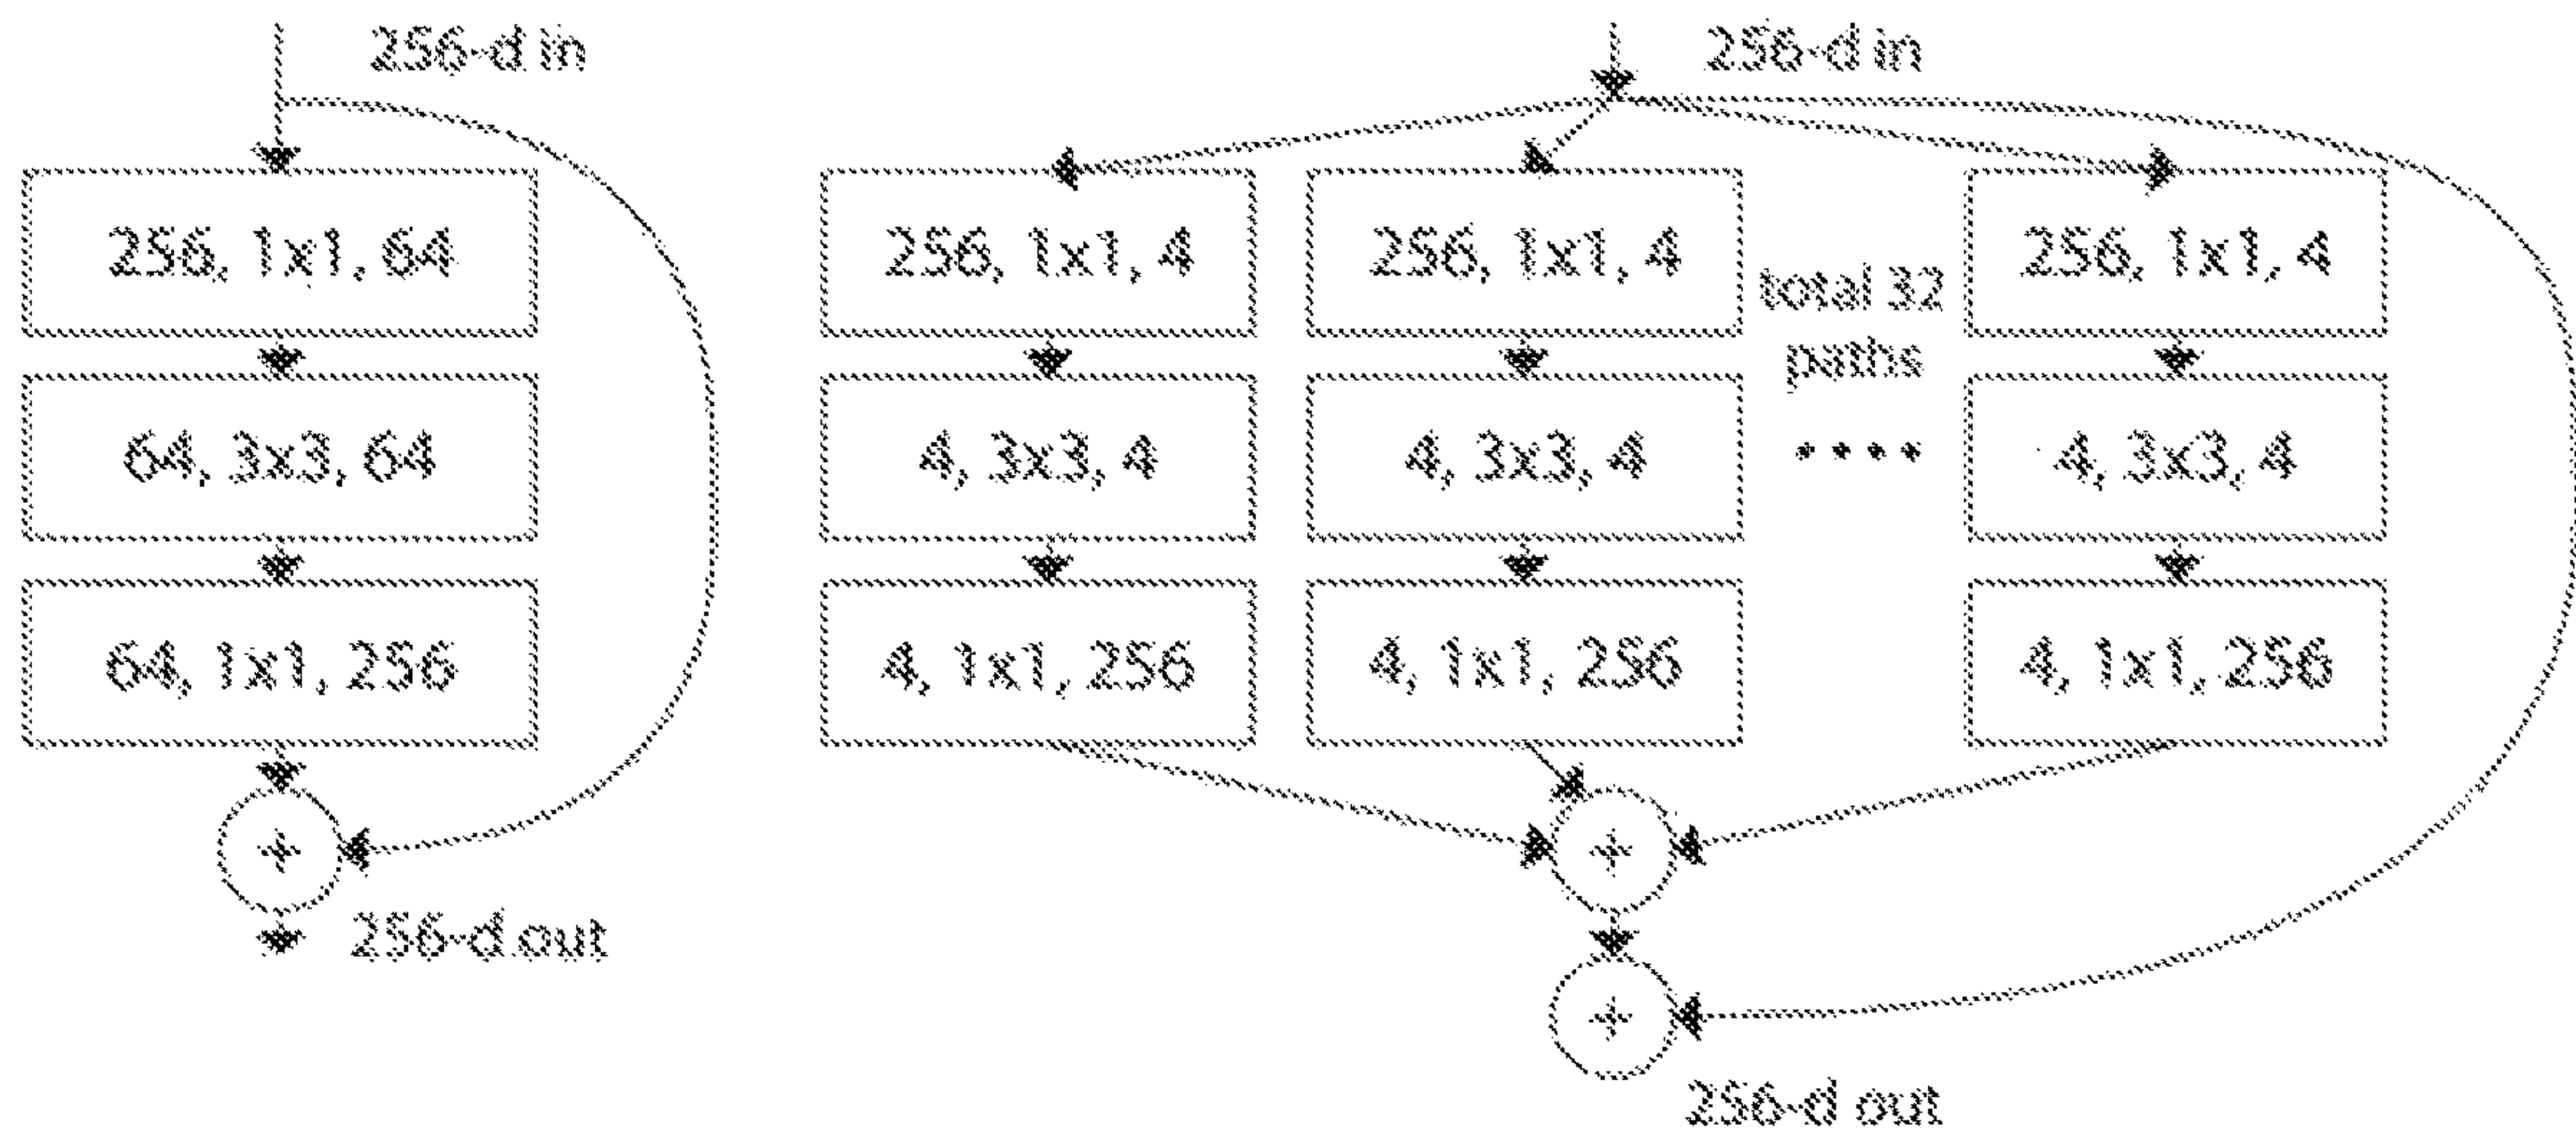 256-d in
256, 1x1, 64
64, 3x3, 64
64, 1x1, 256
+
256-d out
256-d in
256, 1x1, 4
256, 1x1, 4
total 32
paths
256, 1x1, 4
4, 3x3, 4
4, 3x3, 4
....
4, 3x3, 4
4, 1x1, 256
4, 1x1, 256
4, 1x1, 256
+
+
256-d out